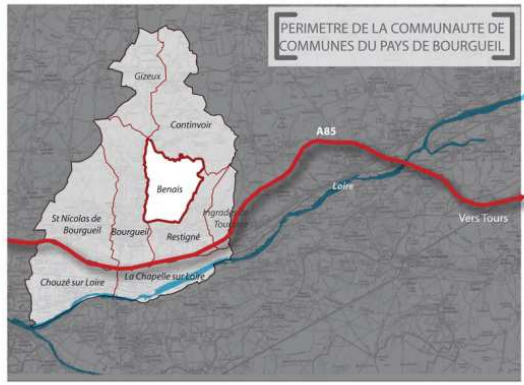 PERIMETRE DE LA COMMUNAUTE DE
COMMUNES DU PAYS DE BOURGUEIL
Gizeux
Continvoir
A85
Benais
Loire
St Nicolas de
Bourgueil
Bourgueil
Restigné
Vers Tours
Chouzé sur Loire
La Chapelle sur Loire